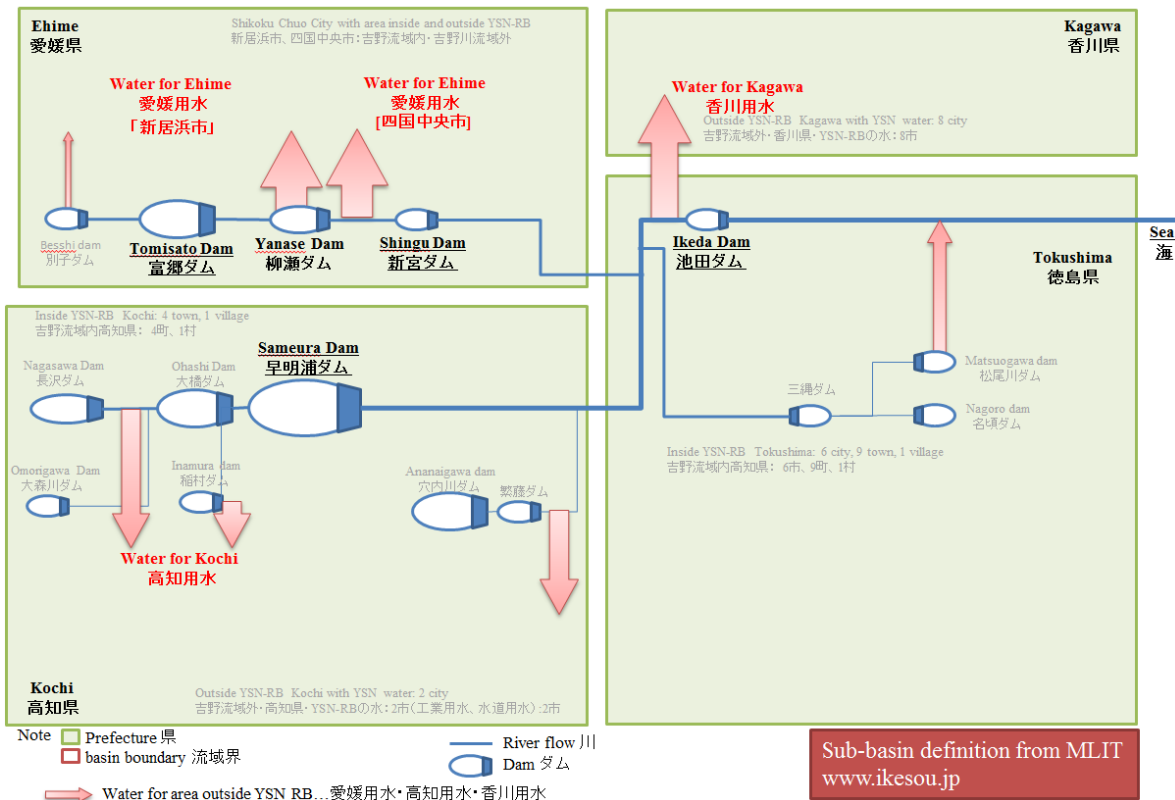 Ehime
愛媛県
Shikoku Chuo City with area inside and outside YSN-RB
新居浜市、四国中央市：吉野流域内・吉野川流域外
Water for Ehime
愛媛用水
「新居浜市」
Water for Ehime
愛媛用水
[四国中央市]
Besshi dam
別子ダム
Tomisato Dam
富郷ダム
Yanase Dam
柳瀬ダム
Shingu Dam
新宮ダム
Kagawa
香川県
Water for Kagawa
香川用水
Outside YSN-RB Kagawa with YSN water: 8 city
吉野流域外・香川県・YSN-RBの水：8市
Ikeda Dam
池田ダム
Sea
海
Tokushima
徳島県
Inside YSN-RB Kochi: 4 town, 1 village
吉野流域内高知県： 4町、1村
Sameura Dam
早明浦ダム
Nagasawa Dam
長沢ダム
Ohashi Dam
大橋ダム
Omorigawa Dam
大森川ダム
Inamura dam
稲村ダム
Ananaigawa dam
穴内川ダム
繁藤ダム
Water for Kochi
高知用水
三縄ダム
Matsuogawa dam
松尾川ダム
Nagoro dam
名頃ダム
Inside YSN-RB Tokushima: 6 city, 9 town, 1 village
吉野流域内高知県： 6市、9町、1村
Kochi
高知県
Outside YSN-RB Kochi with YSN water: 2 city
吉野流域外・高知県・YSN-RBの水：2市(工業用水、水道用水) :2市
Note
Prefecture 県
basin boundary 流域界
River flow 川
Dam ダム
Water for area outside YSN RB…愛媛用水・高知用水・香川用水
Sub-basin definition from MLIT
www.ikesou.jp